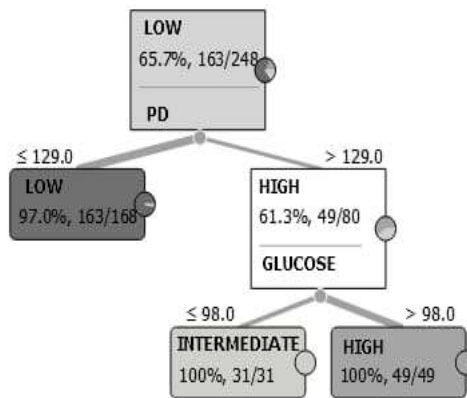 LOW
65.7%, 163/248
PD
≤ 129.0
> 129.0
LOW
97.0%, 163/168
HIGH
61.3%, 49/80
GLUCOSE
≤ 98.0
> 98.0
INTERMEDIATE
100%, 31/31
HIGH
100%, 49/49